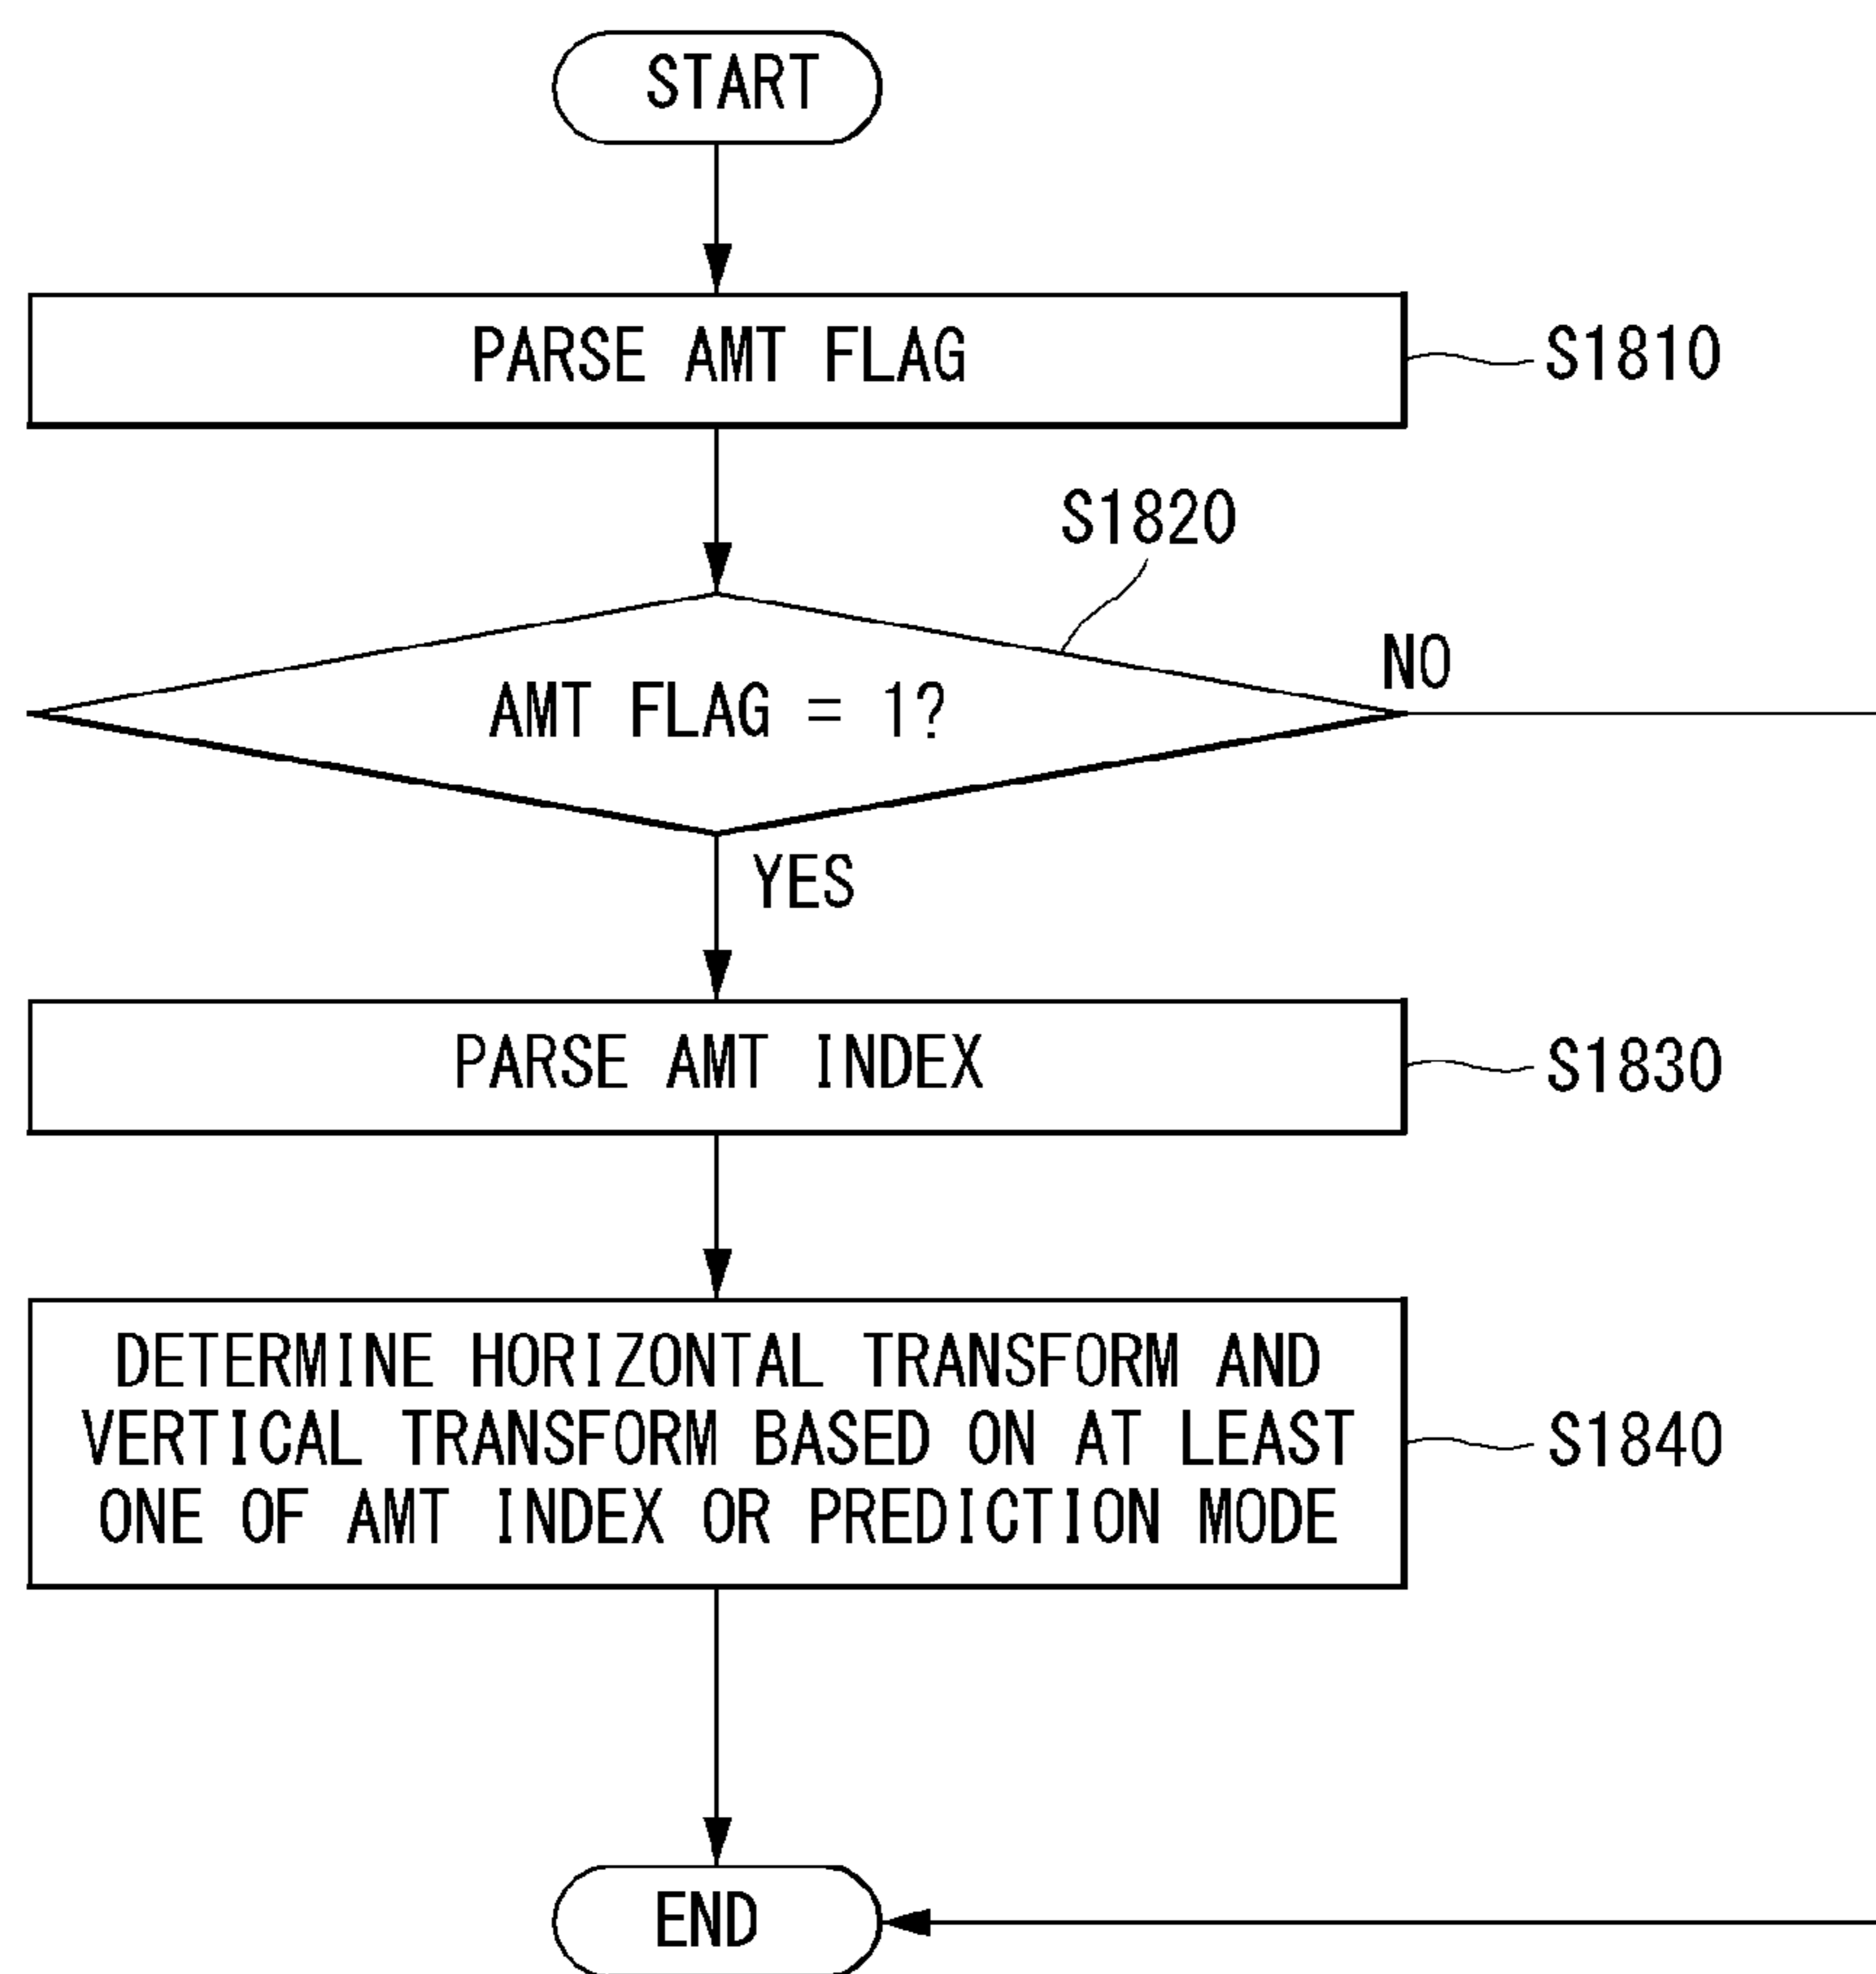 START
PARSE AMT FLAG
S1810
S1820
AMT FLAG = 1?
NO
YES
PARSE AMT INDEX
S1830
DETERMINE HORIZONTAL TRANSFORM AND
VERTICAL TRANSFORM BASED ON AT LEAST
ONE OF AMT INDEX OR PREDICTION MODE
S1840
END